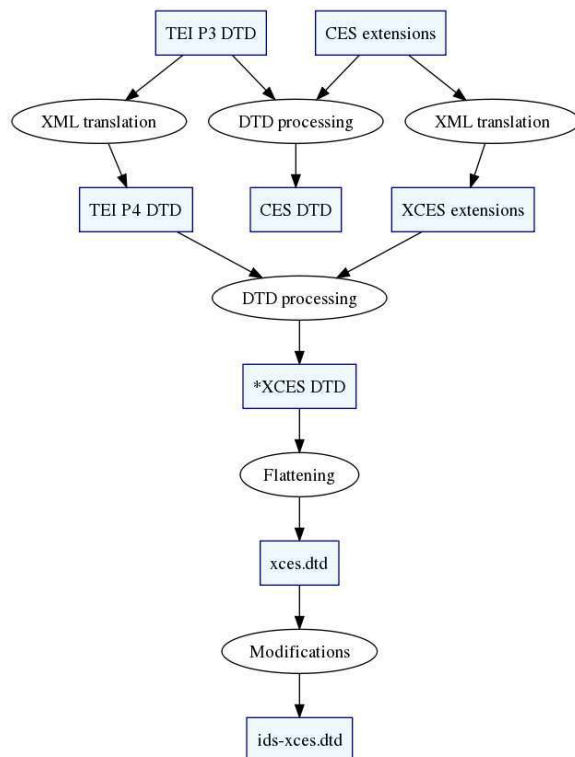 TEI P3 DTD
CES extensions
XML translation
DTD processing
XML translation
TEI P4 DTD
CES DTD
XCES extensions
DTD processing
*XCES DTD
Flattening
xces.dtd
Modifications
ids-xces.dtd